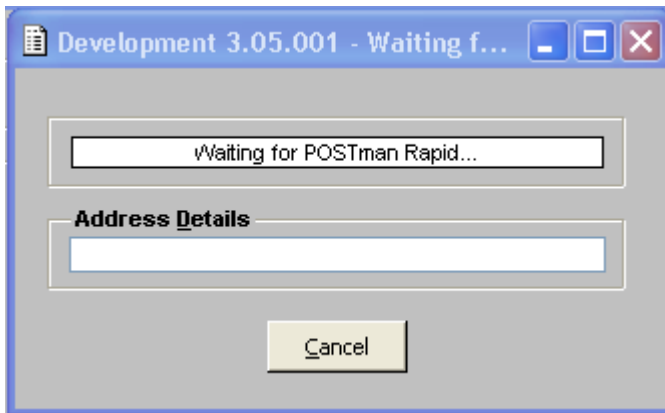 Development 3.05.001 - Waiting f...
Waiting for POSTman Rapid...
Address Details
Cancel